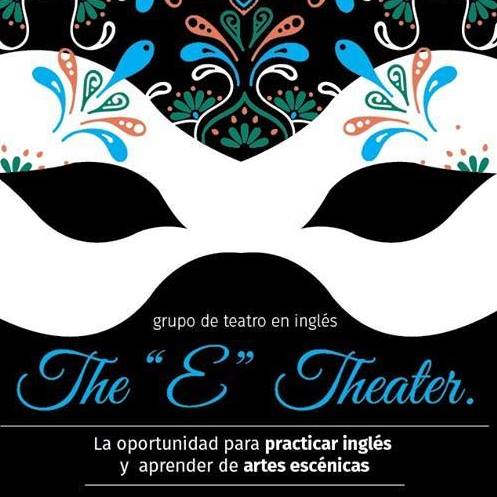 grupo de teatro en inglés
The “E” Theater.
La oportunidad para practicar inglés
y aprender de artes escénicas